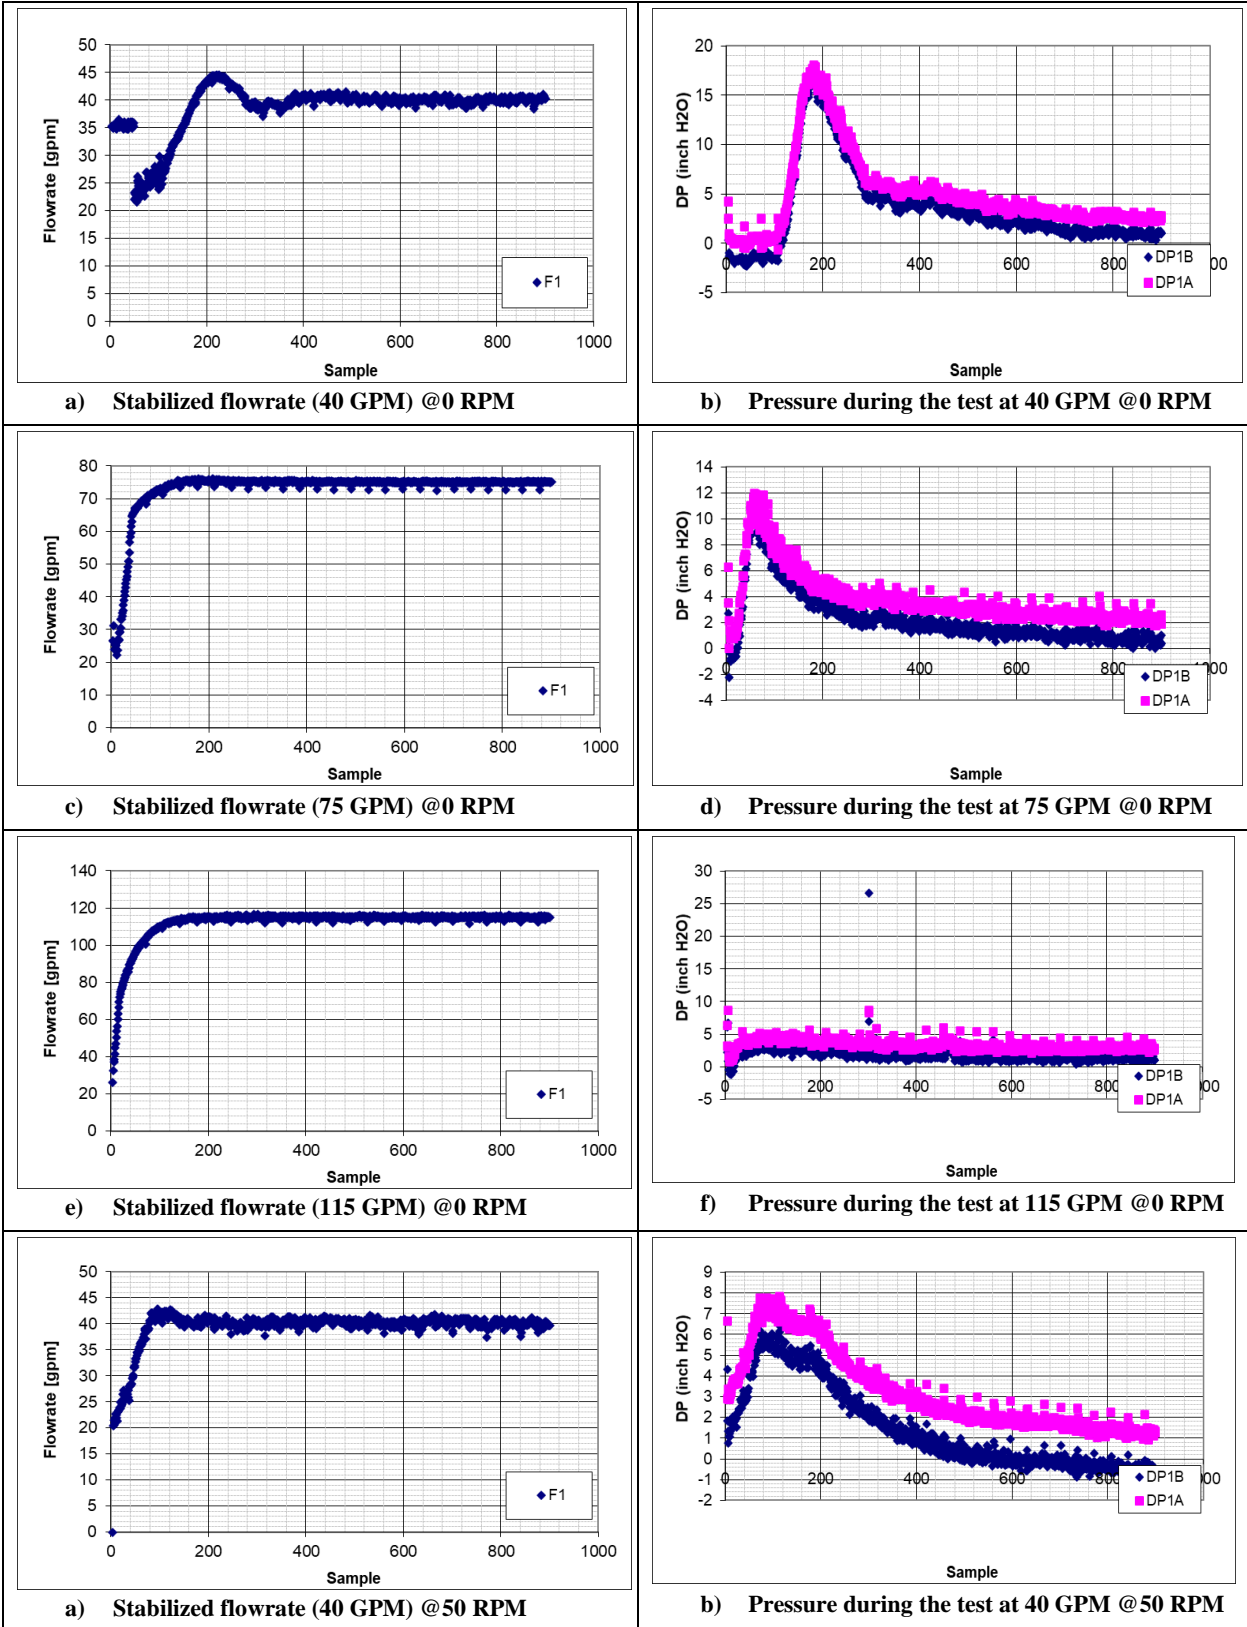 50
45
40
35
30
25
20
15
10
5
0
Flowrate [gpm]
F1
0 200 400 600 800 1000
Sample
a) Stabilized flowrate (40 GPM) @0 RPM
20
15
10
5
0
-5
DP (inch H2O)
0 200 400 600 800 000
DP1B
DP1A
Sample
b) Pressure during the test at 40 GPM @0 RPM
80
70
60
50
40
30
20
10
0
Flowrate [gpm]
F1
0 200 400 600 800 1000
Sample
c) Stabilized flowrate (75 GPM) @0 RPM
14
12
10
8
6
4
2
0
-2
-4
DP (inch H2O)
0 200 400 600 800 1000
DP1B
DP1A
Sample
d) Pressure during the test at 75 GPM @0 RPM
140
120
100
80
60
40
20
0
Flowrate [gpm]
F1
0 200 400 600 800 1000
Sample
e) Stabilized flowrate (115 GPM) @0 RPM
30
25
20
15
10
5
0
-5
DP (inch H2O)
0 200 400 600 800 000
DP1B
DP1A
Sample
f) Pressure during the test at 115 GPM @0 RPM
50
45
40
35
30
25
20
15
10
5
0
Flowrate [gpm]
F1
0 200 400 600 800 1000
Sample
a) Stabilized flowrate (40 GPM) @50 RPM
9
8
7
6
5
4
3
2
1
0
-1
-2
DP (inch H2O)
0 200 400 600 800 000
DP1B
DP1A
Sample
b) Pressure during the test at 40 GPM @50 RPM